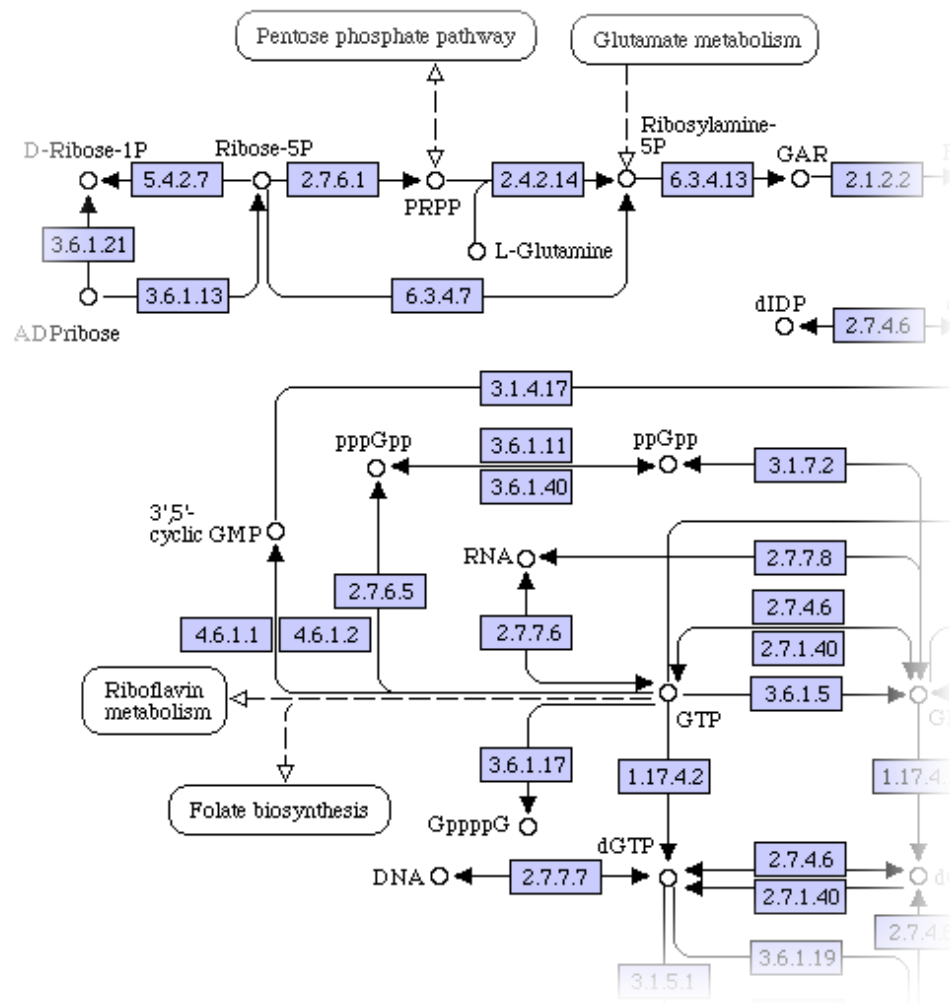 Pentose phosphate pathway
Glutamate metabolism
D-Ribose-1P
Ribose-5P
Ribosylamine-
5P
GAR
5.4.2.7
2.7.6.1
PRPP
2.4.2.14
6.3.4.13
2.1.2.2
3.6.1.21
L-Glutamine
3.6.1.13
6.3.4.7
ADPribose
dIDP
2.7.4.6
3.1.4.17
pppGpp
3.6.1.11
ppGpp
3.1.7.2
3.6.1.40
3',5'-
cyclic GMP
RNA
2.7.7.8
2.7.6.5
2.7.4.6
4.6.1.1
4.6.1.2
2.7.7.6
2.7.1.40
Riboflavin
metabolism
3.6.1.5
GTP
3.6.1.17
1.17.4.2
1.17.4.
Folate biosynthesis
GppppG
dGTP
2.7.4.6
DNA
2.7.7.7
2.7.1.40
2.7.4.6
3.6.1.19
3.1.5.1